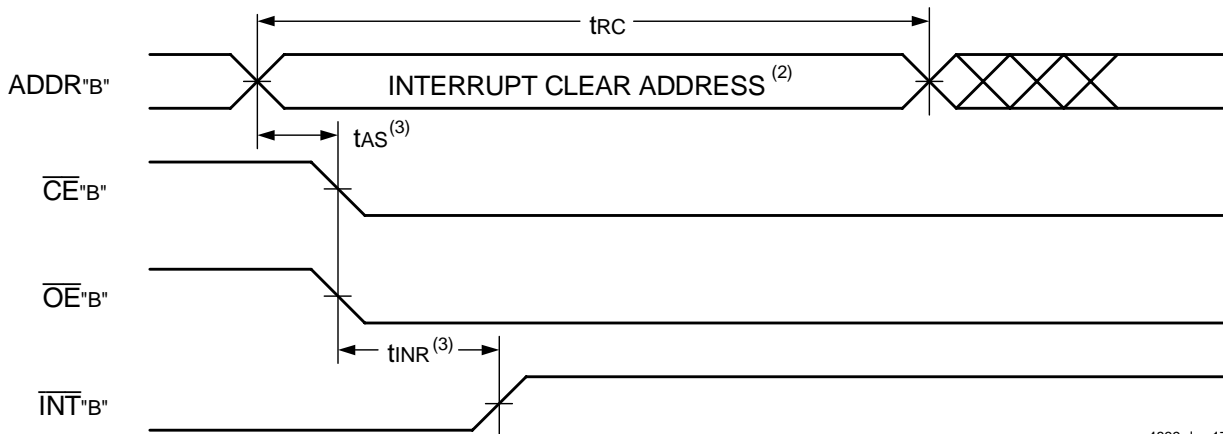 tRC
ADDR"B"
INTERRUPT CLEAR ADDRESS (2)
tAS (3)
CE"B"
OE"B"
tINR (3)
INT"B"